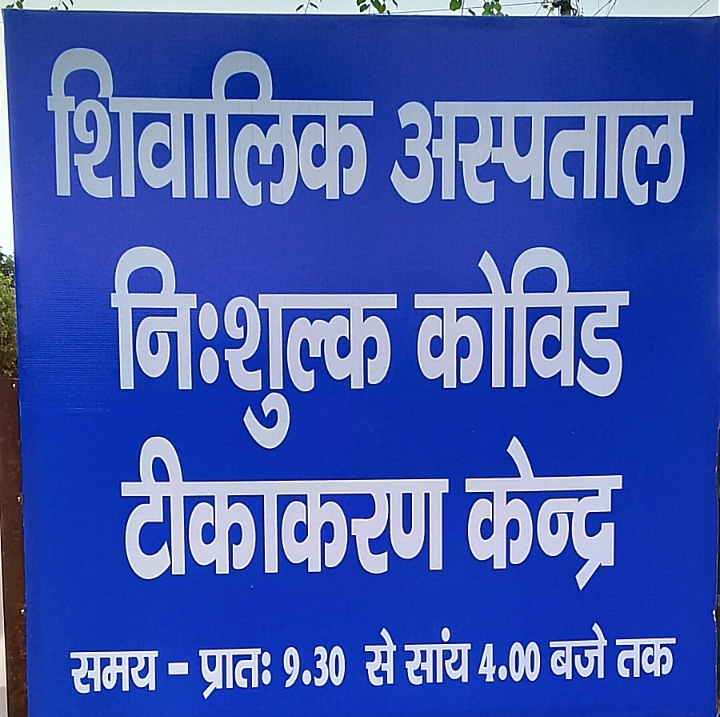 शिवालिक अस्पताल
निःशुल्क कोविड
टीकाकरण केन्द्र
समय - प्रातः 9.30 से सांय 4.00 बजे तक